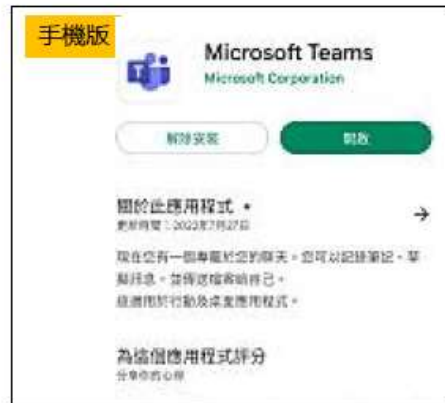 手機版
Microsoft Teams
Microsoft Corporation
解除安裝
開啟
關於此應用程式
更新時間：2022年7月27日
現在您有一個專屬於您的聊天。您可以記錄筆記、草
擬訊息，並傳送檔案給自己。
這適用於行動及桌面應用程式。
為這個應用程式評分
分享你的心得